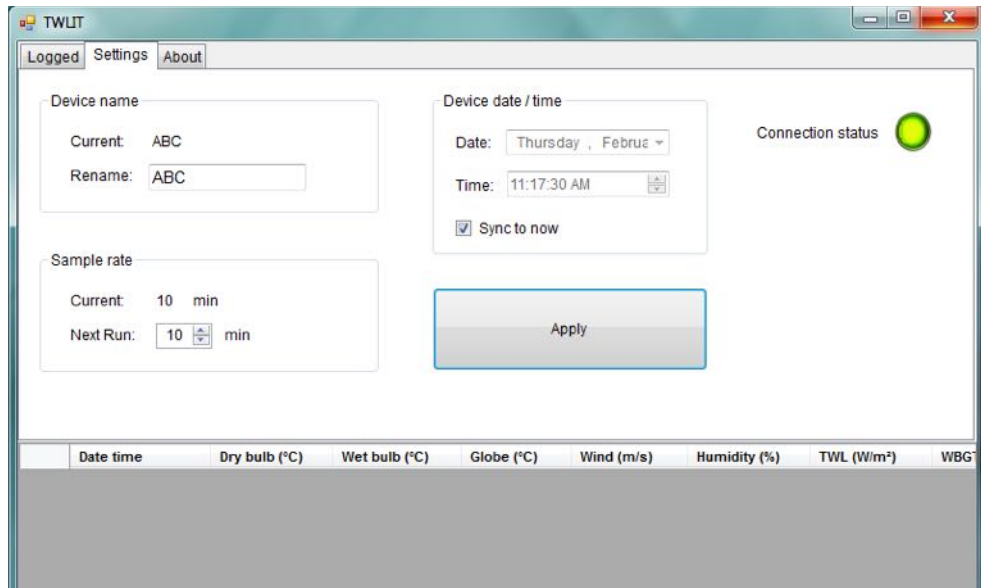 TWLIT
Logged Settings About
Device name
Current: ABC
Rename: ABC
Device date / time
Date: Thursday , Februa
Time: 11:17:30 AM
Sync to now
Connection status
Sample rate
Current: 10 min
Next Run: 10 min
Apply
Date time Dry bulb (°C) Wet bulb (°C) Globe (°C) Wind (m/s) Humidity (%) TWL (W/m²) WBGT